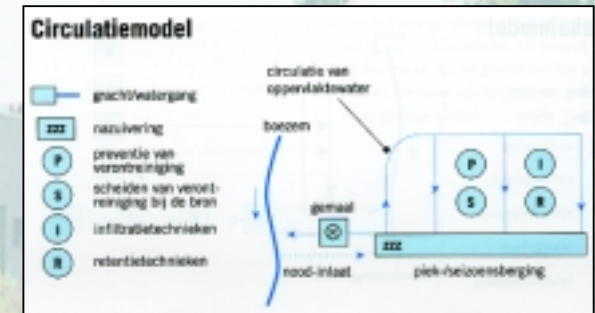 Circulatiemodel
gracht/watergang
zzz nazuivering
P preventie van
verontreiniging
S scheiden van veront-
reiniging bij de bron
I infiltratietechnieken
R retentietechnieken
circulatie van
oppervlaktewater
boezem
gemaal
nood-inlaat
P I
S R
zzz
piek-/seizoensberging